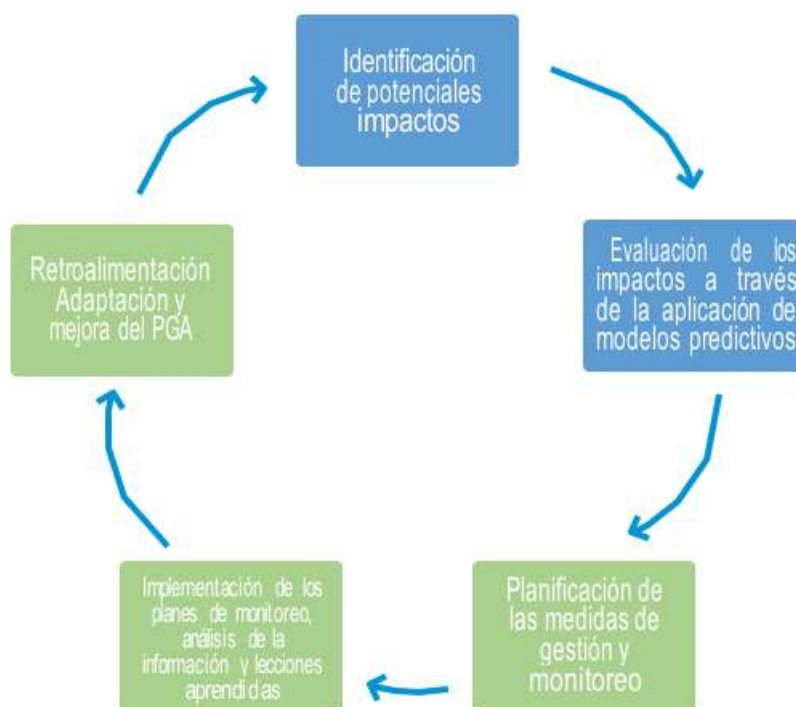 Identificación
de potenciales
impactos
Evaluación de los
impactos a través
de la aplicación de
modelos predictivos
Planificación de
las medidas de
gestión y
monitoreo
Implementación de los
planes de monitoreo,
análisis de la
información y lecciones
aprendidas
Retroalimentación
Adaptación y
mejora del PGA